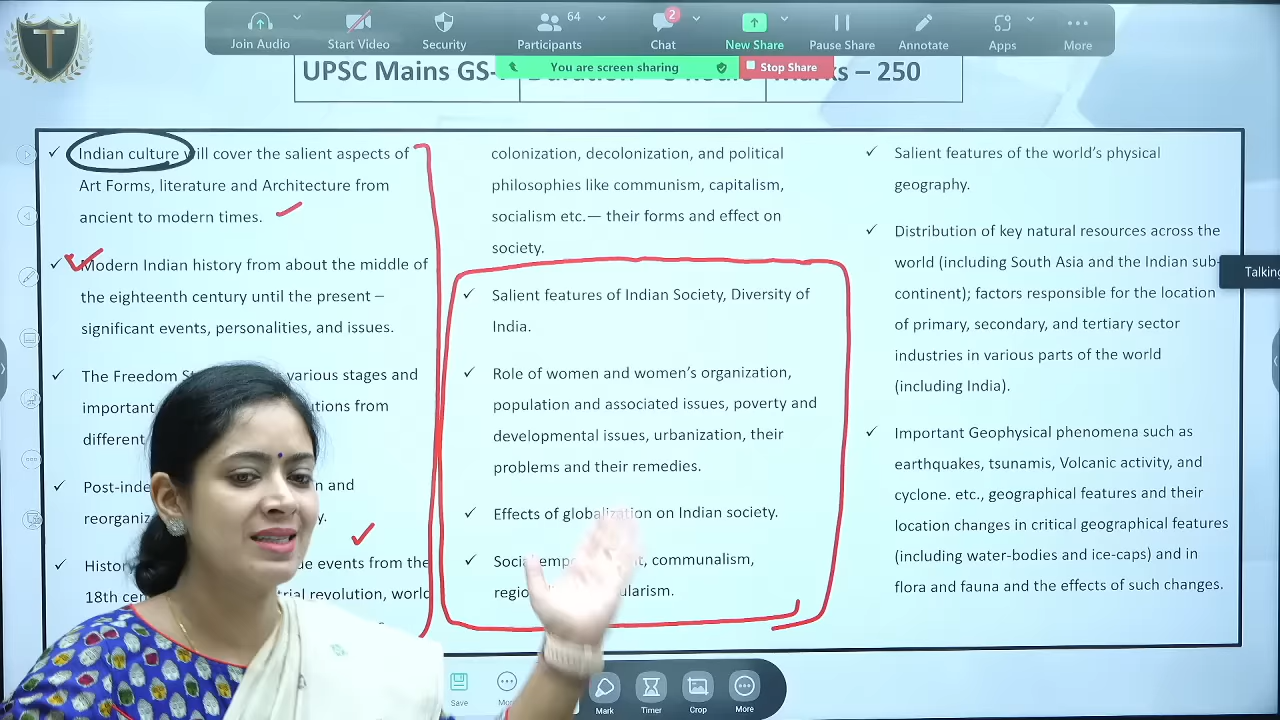 T
Join Audio
Start Video
Security
64
Participants
2
Chat
New Share
Pause Share
Annotate
Apps
More
You are screen sharing
Stop Share
UPSC Mains GS-
Marks – 250
Indian culture will cover the salient aspects of
Art Forms, literature and Architecture from
ancient to modern times.
Modern Indian history from about the middle of
the eighteenth century until the present –
significant events, personalities, and issues.
The Freedom various stages and
important from
different
and
from the
18th revolution, world
colonization, decolonization, and political
philosophies like communism, capitalism,
socialism etc.— their forms and effect on
society.
Salient features of Indian Society, Diversity of
India.
Role of women and women’s organization,
population and associated issues, poverty and
developmental issues, urbanization, their
problems and their remedies.
Effects of globalization on Indian society.
communalism,
Salient features of the world’s physical
geography.
Distribution of key natural resources across the
world (including South Asia and the Indian sub-
continent); factors responsible for the location
of primary, secondary, and tertiary sector
industries in various parts of the world
(including India).
Important Geophysical phenomena such as
earthquakes, tsunamis, Volcanic activity, and
cyclone. etc., geographical features and their
location changes in critical geographical features
(including water-bodies and ice-caps) and in
flora and fauna and the effects of such changes.
Talking
Save
Mark
Timer
Crop
More